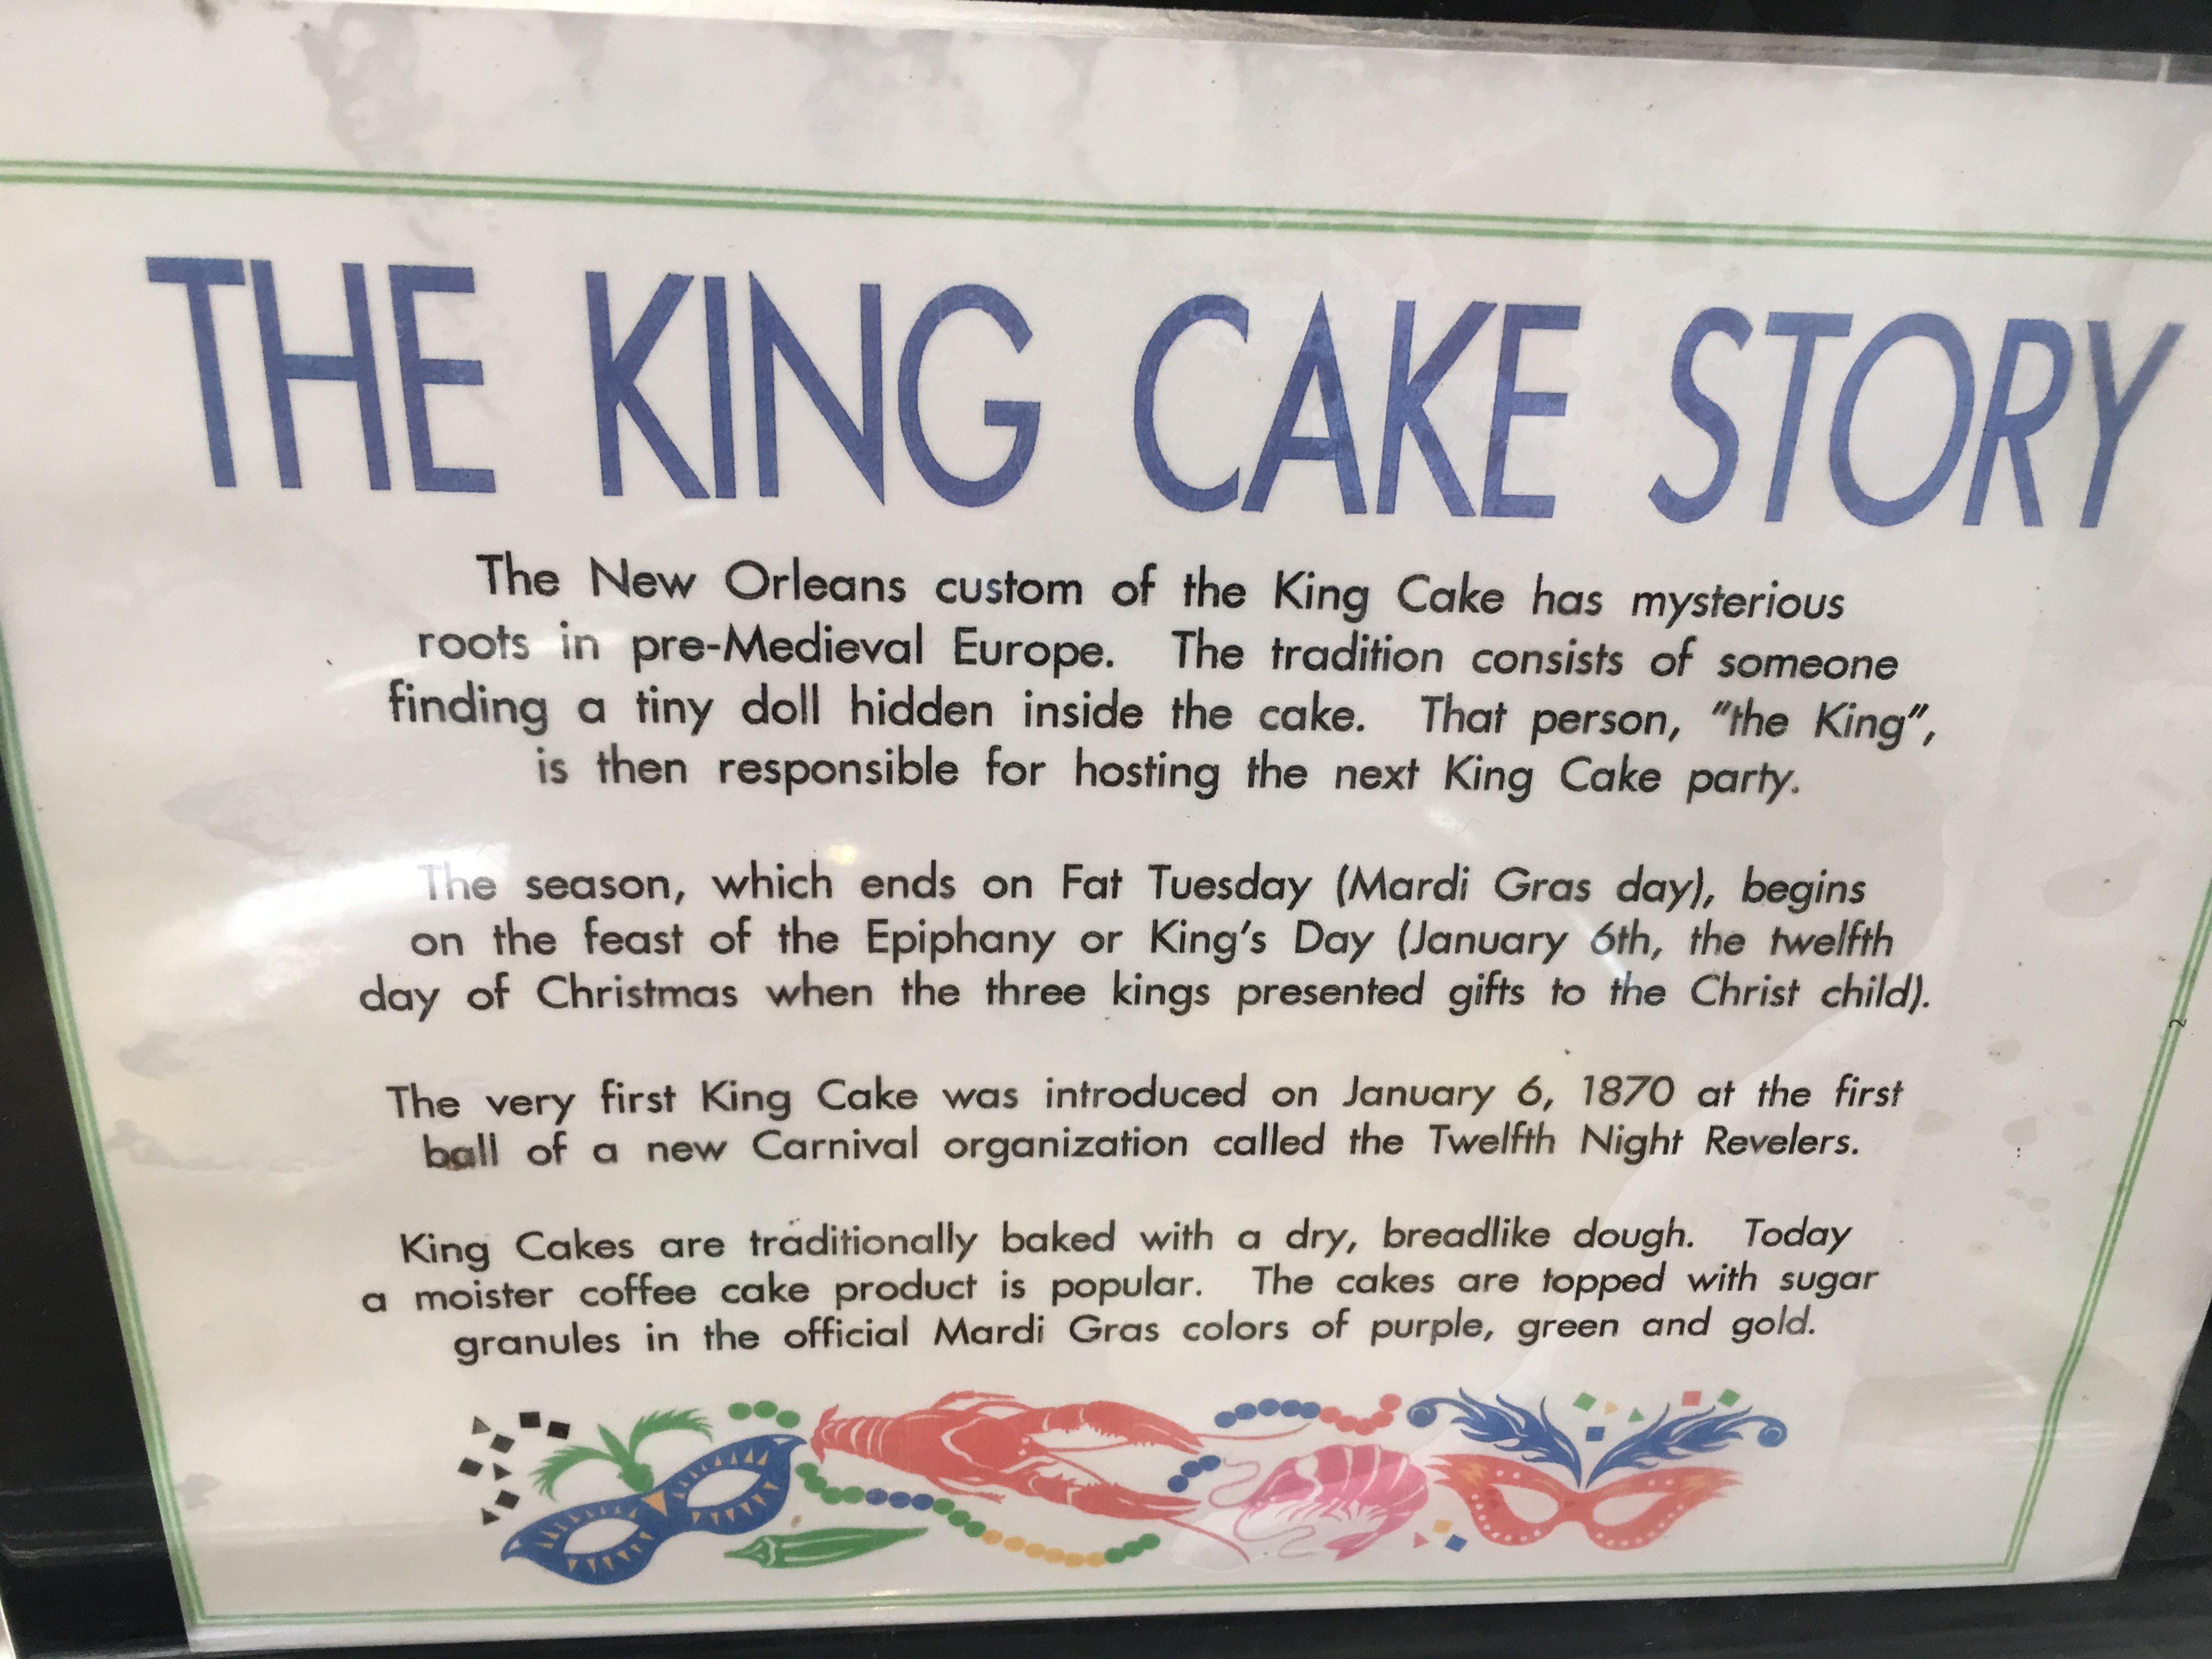 THE KING CAKE STORY
The New Orleans custom of the King Cake has mysterious
roots in pre-Medieval Europe. The tradition consists of someone
finding a tiny doll hidden inside the cake. That person, "the King",
is then responsible for hosting the next King Cake party.
The season, which ends on Fat Tuesday (Mardi Gras day), begins
on the feast of the Epiphany or King's Day (January 6th, the twelfth
day of Christmas when the three kings presented gifts to the Christ child).
The very first King Cake was introduced on January 6, 1870 at the first
ball of a new Carnival organization called the Twelfth Night Revelers.
King Cakes are traditionally baked with a dry, breadlike dough. Today
a moister coffee cake product is popular. The cakes are topped with sugar
granules in the official Mardi Gras colors of purple, green and gold.